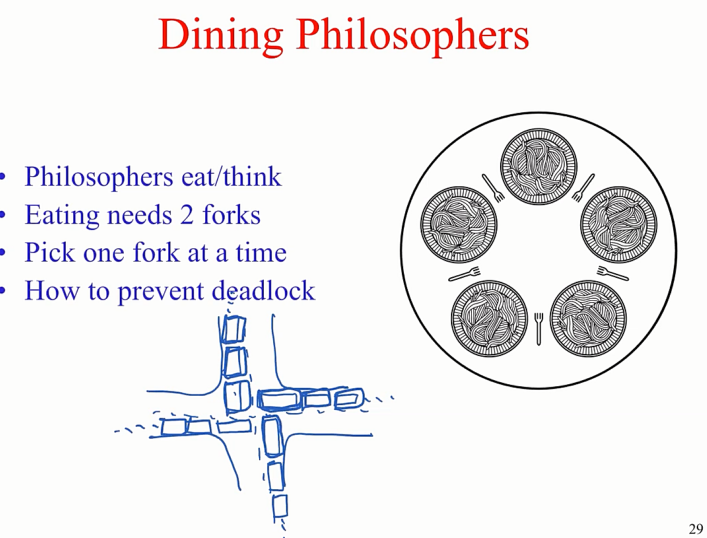 Dining Philosophers
• Philosophers eat/think
• Eating needs 2 forks
• Pick one fork at a time
• How to prevent deadlock
29